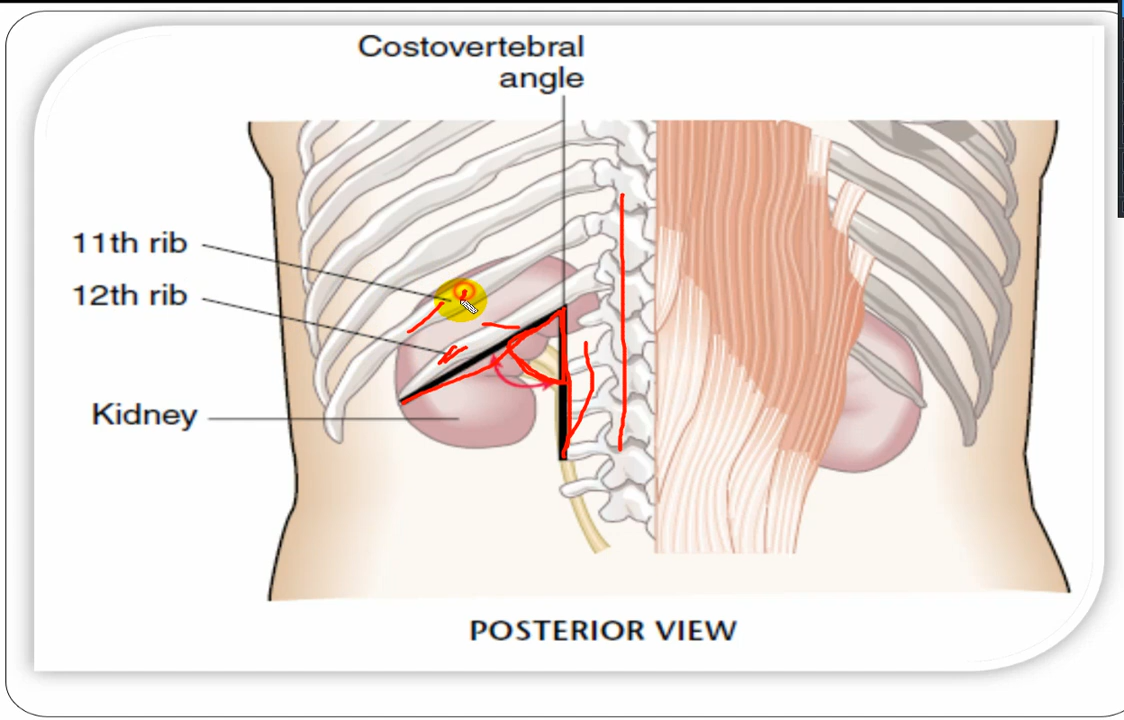 Costovertebral
angle
11th rib
12th rib
Kidney
POSTERIOR VIEW